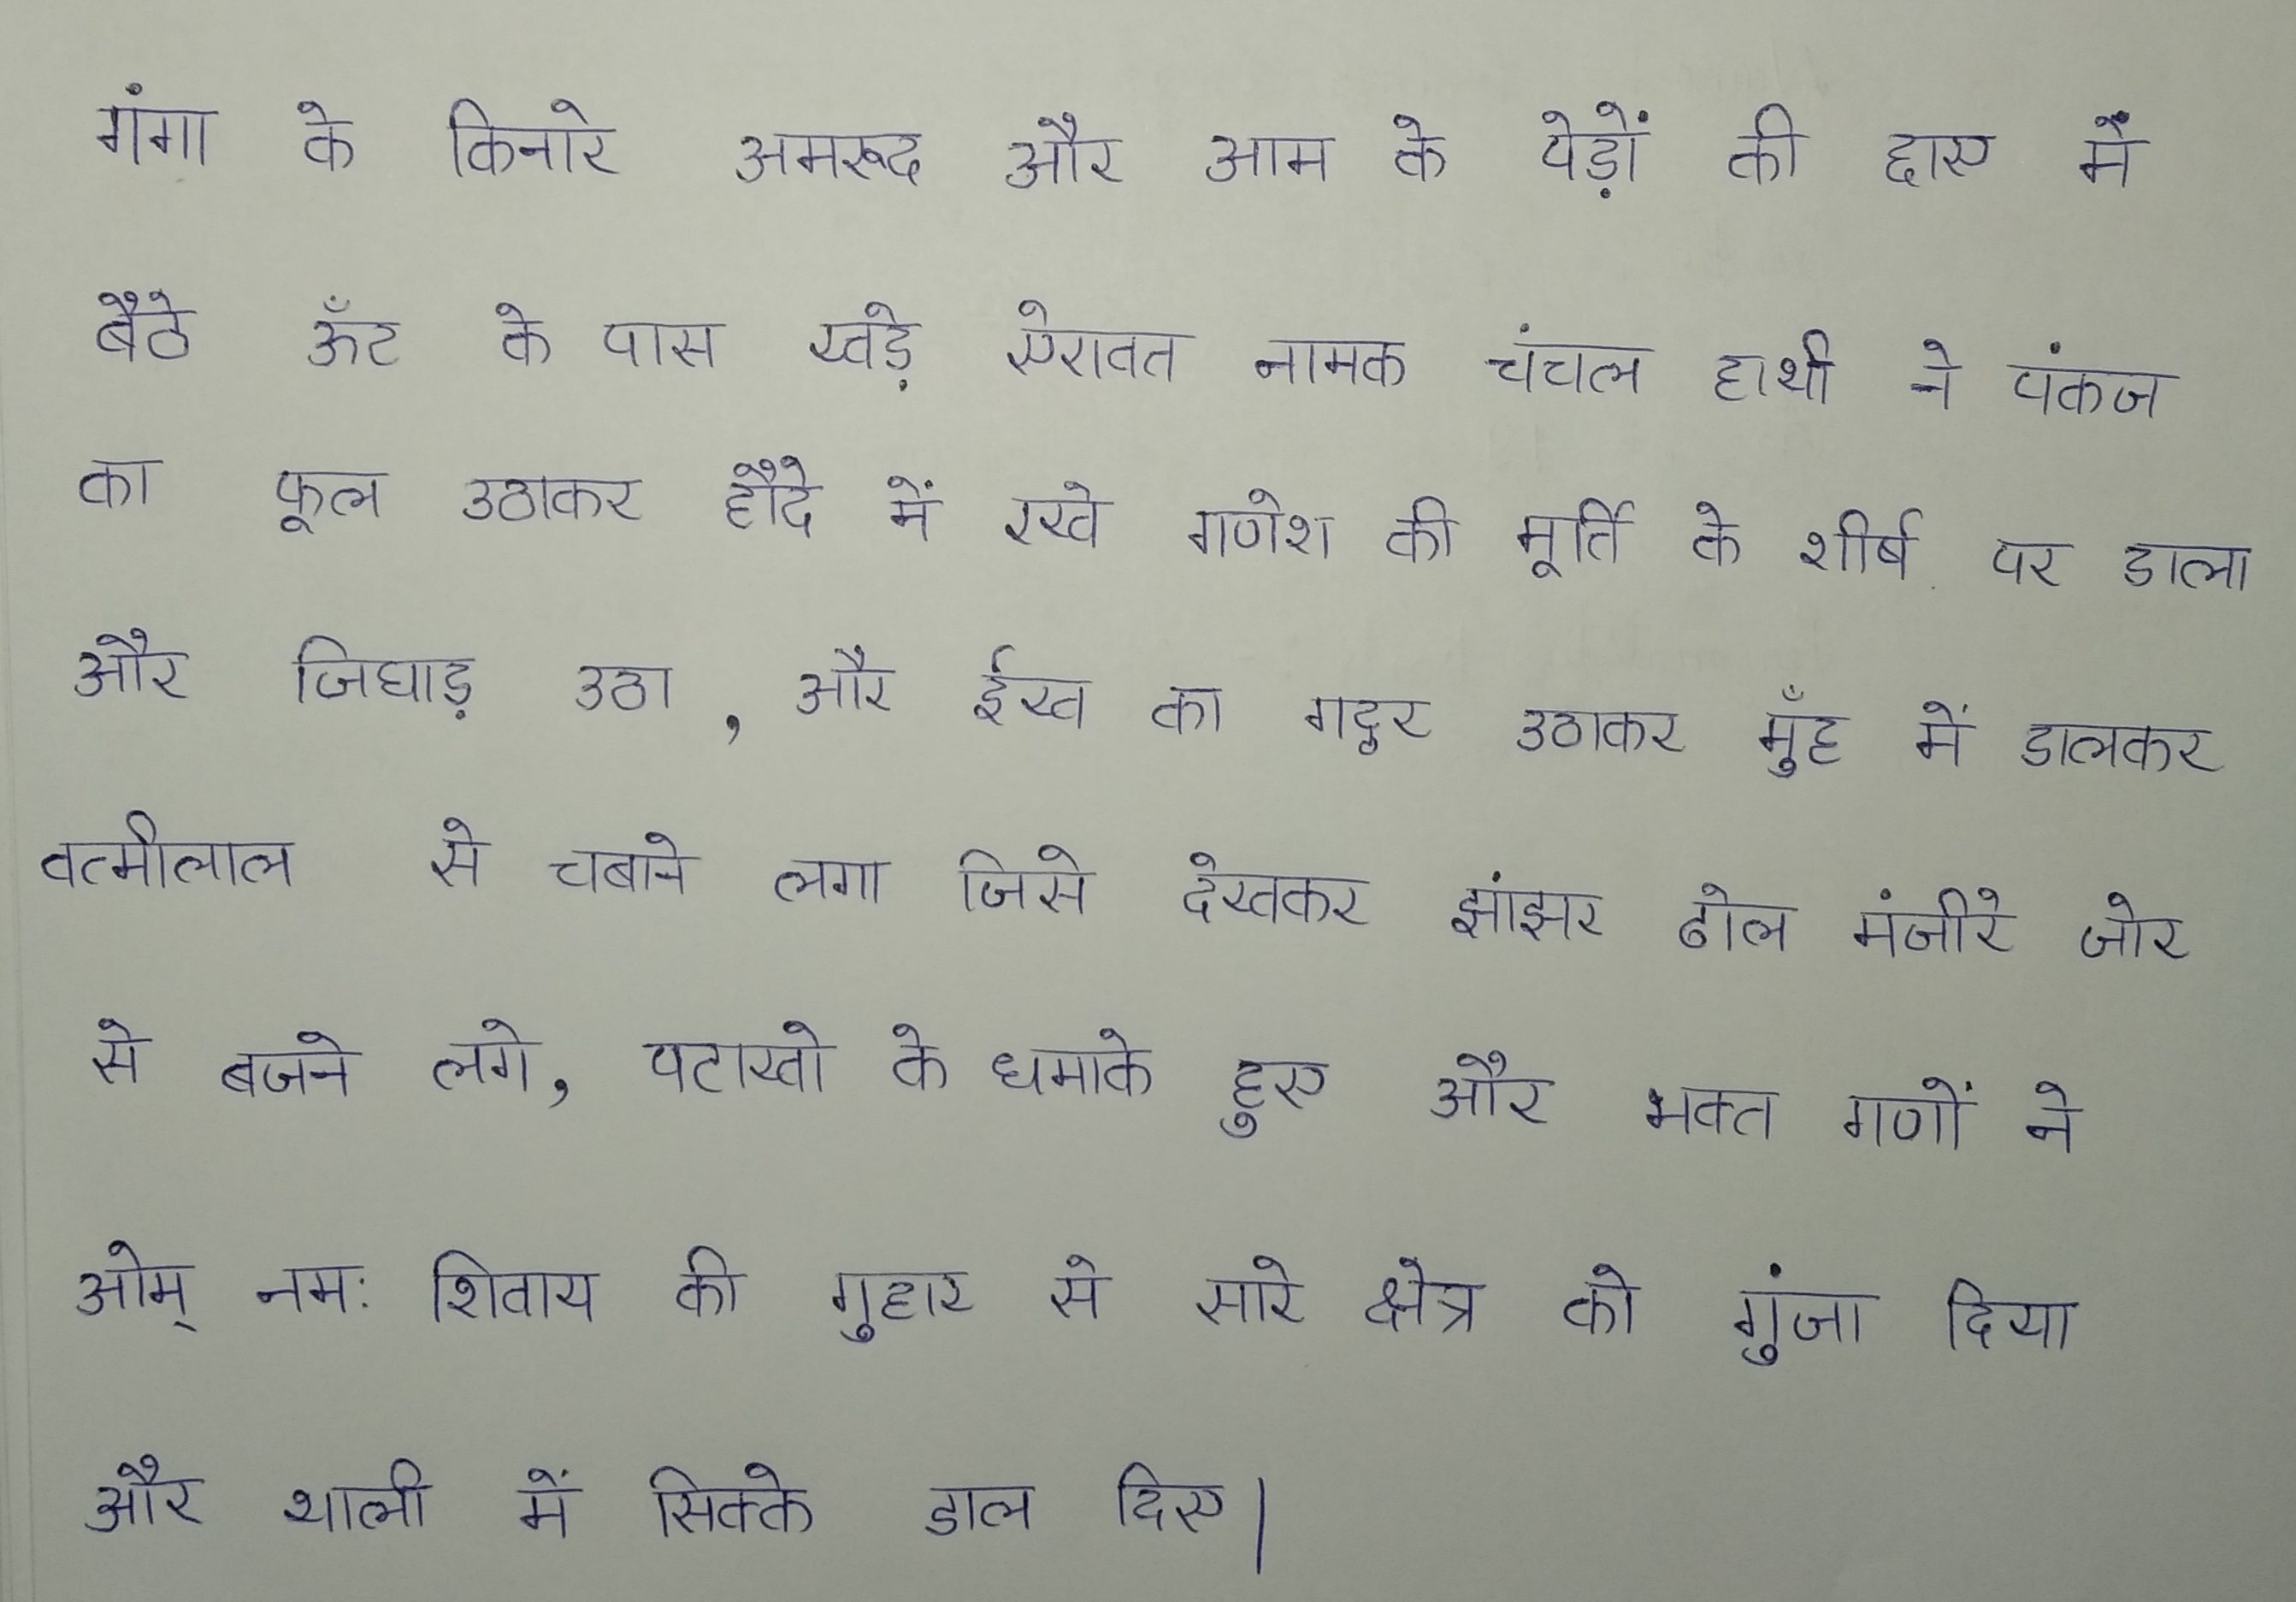 गंगा के किनारे अमरूद और आम के पेड़ों की छाए में
बैठे ऊँट के पास खड़े ऐरावत नामक चंचल हाथी ने पंकज
का फूल उठाकर हौदे में रखे गणेश की मूर्ति के शीर्ष पर डाला
और जिघाड़ उठा , और ईख का गट्ठर उठाकर मुँह में डालकर
वत्मीलाल से चबाने लगा जिसे देखकर झांझर ढोल मंजीरे जोर
से बजने लगे, पटाखो के धमाके हुए और भक्त गणों ने
ओम् नमः शिवाय की गुहार से सारे क्षेत्र को गुंजा दिया
और थाली में सिक्के डाल दिए।